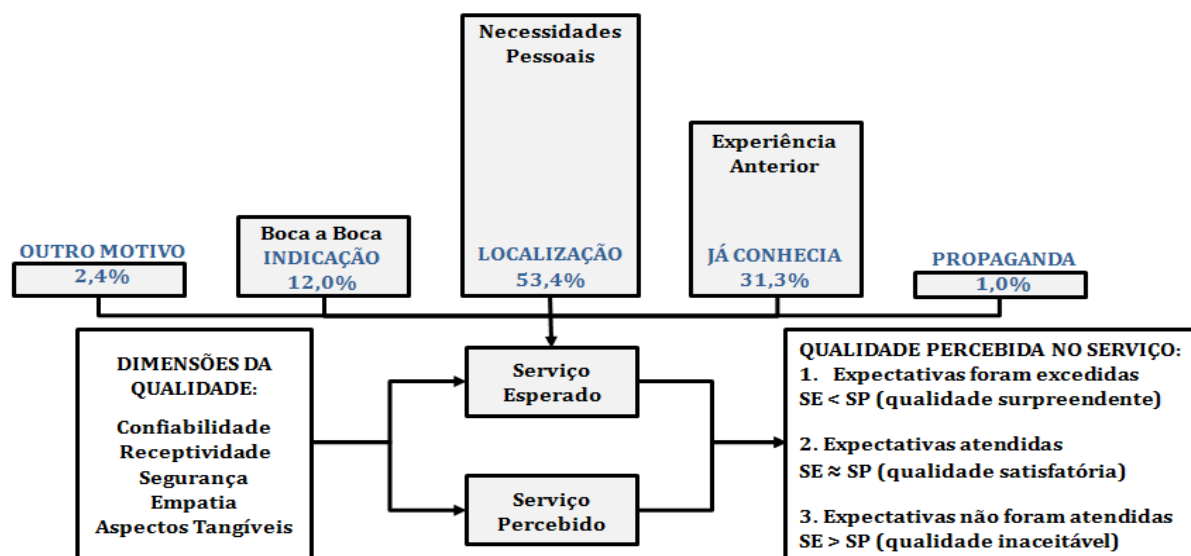 Necessidades
Pessoais
Experiência
Anterior
Boca a Boca
OUTRO MOTIVO
2,4%
INDICAÇÃO
12,0%
LOCALIZAÇÃO
53,4%
JÁ CONHECIA
31,3%
PROPAGANDA
1,0%
DIMENSÕES DA
QUALIDADE:
Confiabilidade
Receptividade
Segurança
Empatia
Aspectos Tangíveis
Serviço
Esperado
Serviço
Percebido
QUALIDADE PERCEBIDA NO SERVIÇO:
1. Expectativas foram excedidas
SE < SP (qualidade surpreendente)
2. Expectativas atendidas
SE ≈ SP (qualidade satisfatória)
3. Expectativas não foram atendidas
SE > SP (qualidade inaceitável)